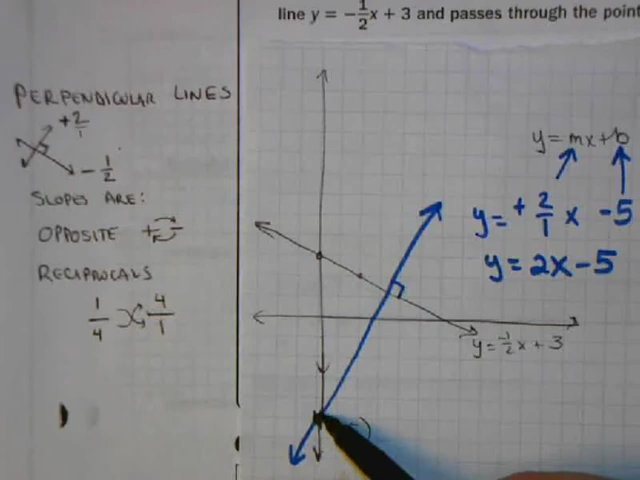 line y = -1/2x + 3 and passes through the point
PERPENDICULAR LINES
+2/1
-1/2
SLOPES ARE:
OPPOSITE + -
RECIPROCALS
1/4 4/1
y=mx+b
y=+2/1x -5
y=2x-5
y=-1/2x+3